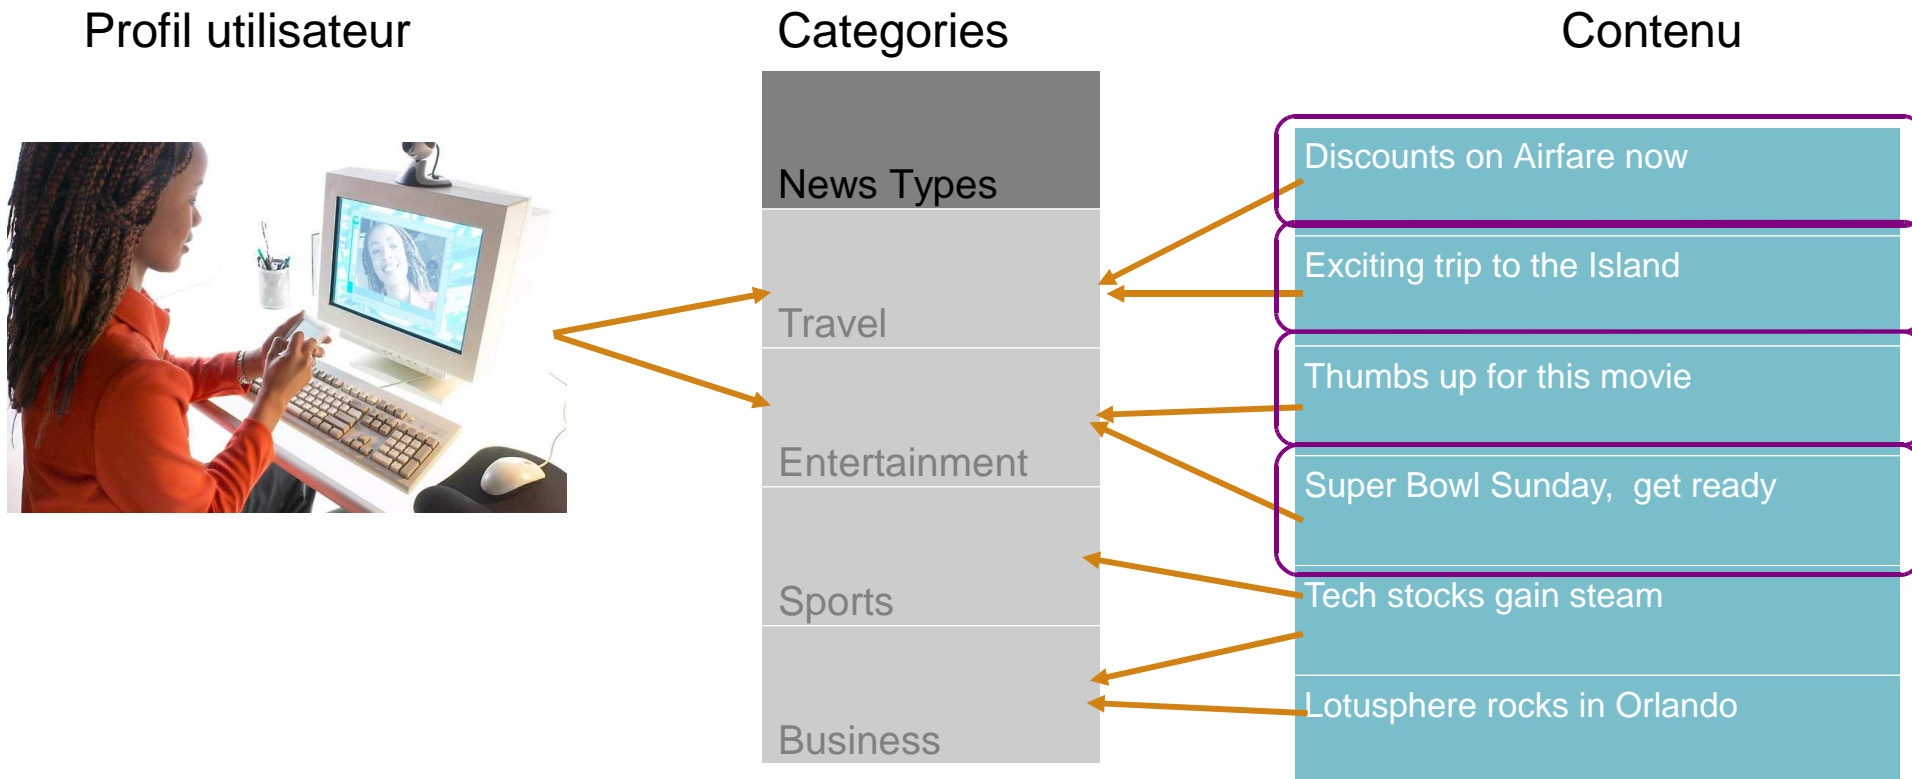 Profil utilisateur
Categories
Contenu
News Types
Travel
Entertainment
Sports
Business
Discounts on Airfare now
Exciting trip to the Island
Thumbs up for this movie
Super Bowl Sunday,  get ready
Tech stocks gain steam
Lotusphere rocks in Orlando